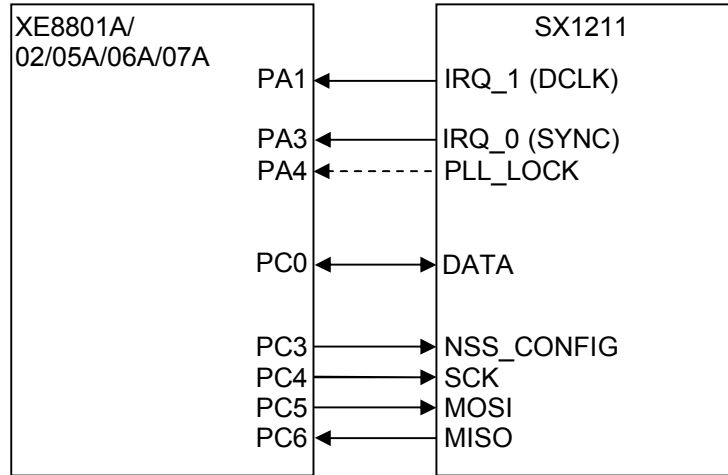 XE8801A/
02/05A/06A/07A
SX1211
PA1
IRQ_1 (DCLK)
PA3
IRQ_0 (SYNC)
PA4
PLL_LOCK
PC0
DATA
PC3
NSS_CONFIG
PC4
SCK
PC5
MOSI
PC6
MISO